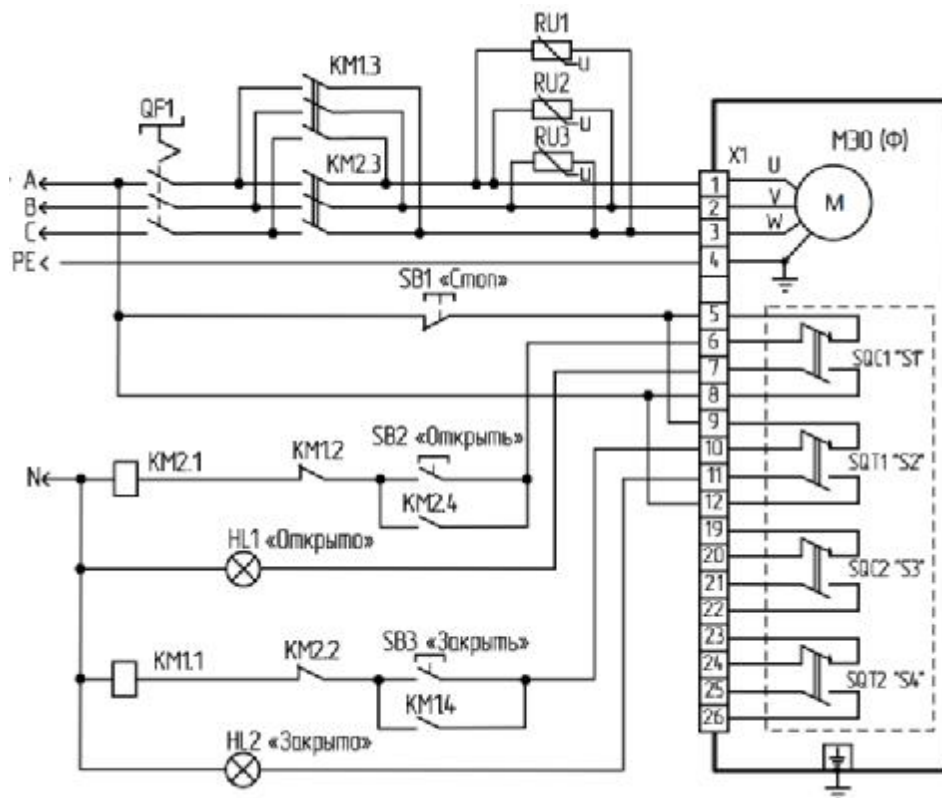 RU1
U
KM1.3
RU2
U
QF1
RU3
U
МЭО (Ф)
KM2.3
X1
U
A
1
V
M
B
2
W
C
3
PE
4
SB1 «Стоп»
5
6
SQC1 "S1"
7
8
9
SB2 «Открыть»
10
SQT1 "S2"
KM2.1
KM1.2
N
11
KM2.4
12
HL1 «Открыто»
19
20
SQC2 "S3"
21
22
SB3 «Закрыть»
23
KM1.1
KM2.2
24
SQT2 "S4"
KM1.4
25
26
HL2 «Закрыто»